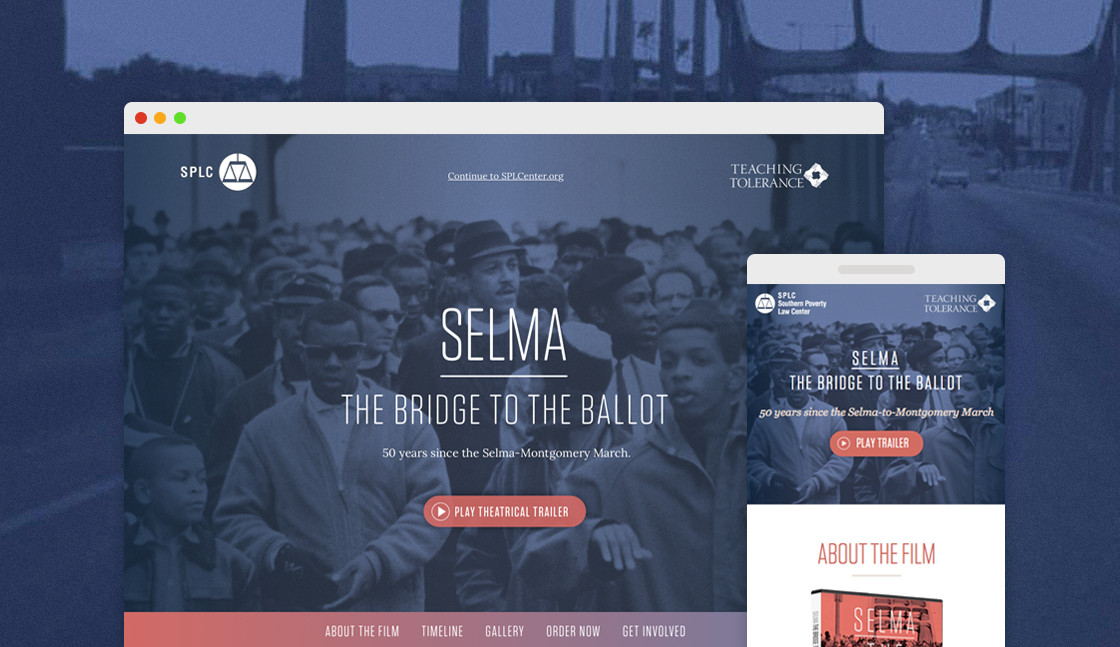 SPLC
Continue to SPLCenter.org
TEACHING
TOLERANCE
SELMA
THE BRIDGE TO THE BALLOT
50 years since the Selma-Montgomery March.
PLAY THEATRICAL TRAILER
ABOUT THE FILM
TIMELINE
GALLERY
ORDER NOW
GET INVOLVED
SPLC
Southern Poverty
Law Center
TEACHING
TOLERANCE
SELMA
THE BRIDGE TO THE BALLOT
50 years since the Selma-to-Montgomery March
PLAY TRAILER
ABOUT THE FILM
SELMA